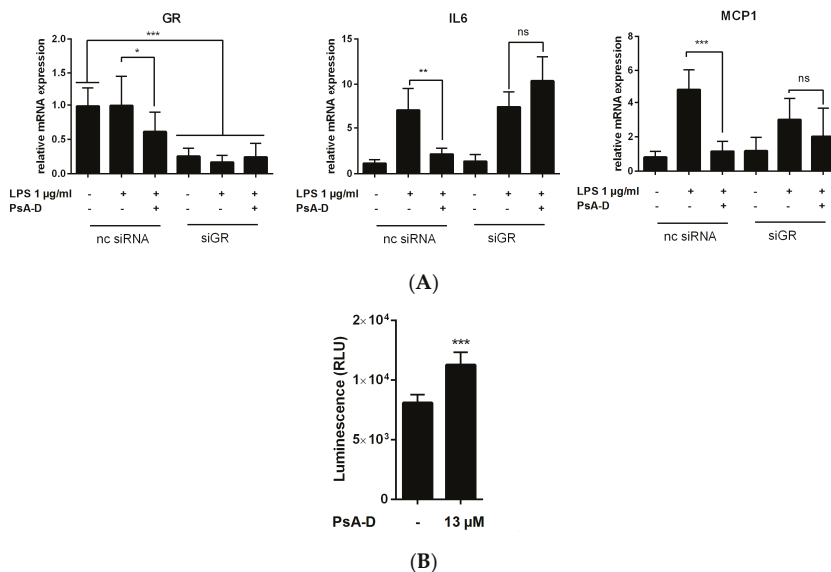 GR
relative mRNA expression
2.0
1.5
1.0
0.5
0.0
***
*
LPS 1 µg/ml - + + - + +
PsA-D - - + - - +
nc siRNA siGR
IL6
relative mRNA expression
15
10
5
0
**
ns
LPS 1 µg/ml - + + - + +
PsA-D - - + - - +
nc siRNA siGR
MCP1
relative mRNA expression
8
6
4
2
0
***
ns
LPS 1 µg/ml - + + - + +
PsA-D - - + - - +
nc siRNA siGR
(A)
Luminescence (RLU)
2×10⁴
1×10⁴
5×10³
0
***
PsA-D - 13 µM
(B)